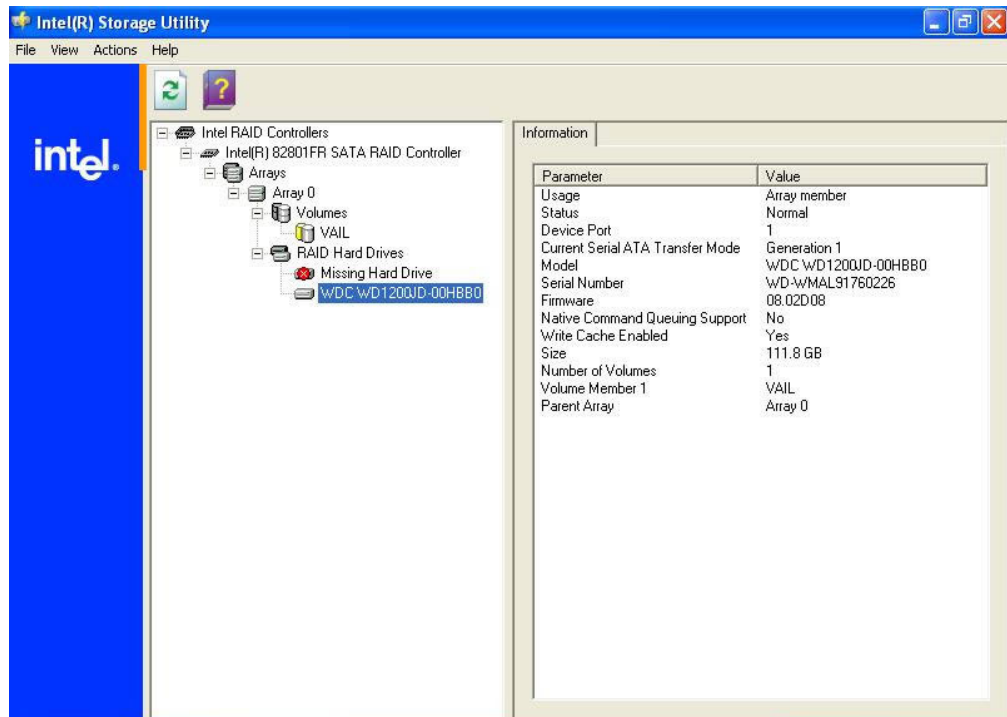 Intel(R) Storage Utility
File View Actions Help
intel.
Intel RAID Controllers
Intel(R) 82801FR SATA RAID Controller
Arrays
Array 0
Volumes
VAIL
RAID Hard Drives
Missing Hard Drive
WDC WD1200JD-00HBB0
Information
Parameter Value
Usage Array member
Status Normal
Device Port 1
Current Serial ATA Transfer Mode Generation 1
Model WDC WD1200JD-00HBB0
Serial Number WD-WMAL91760226
Firmware 08.02D08
Native Command Queuing Support No
Write Cache Enabled Yes
Size 111.8 GB
Number of Volumes 1
Volume Member 1 VAIL
Parent Array Array 0